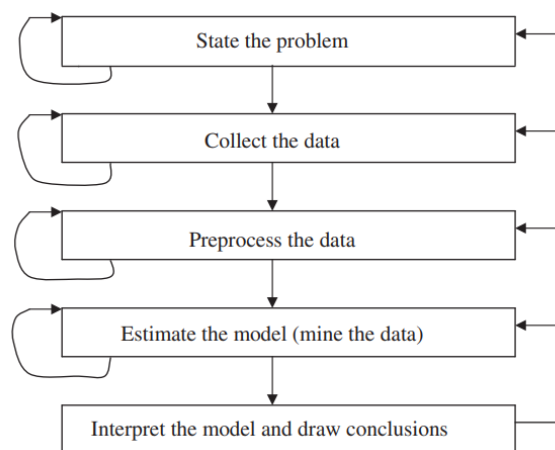 State the problem
Collect the data
Preprocess the data
Estimate the model (mine the data)
Interpret the model and draw conclusions